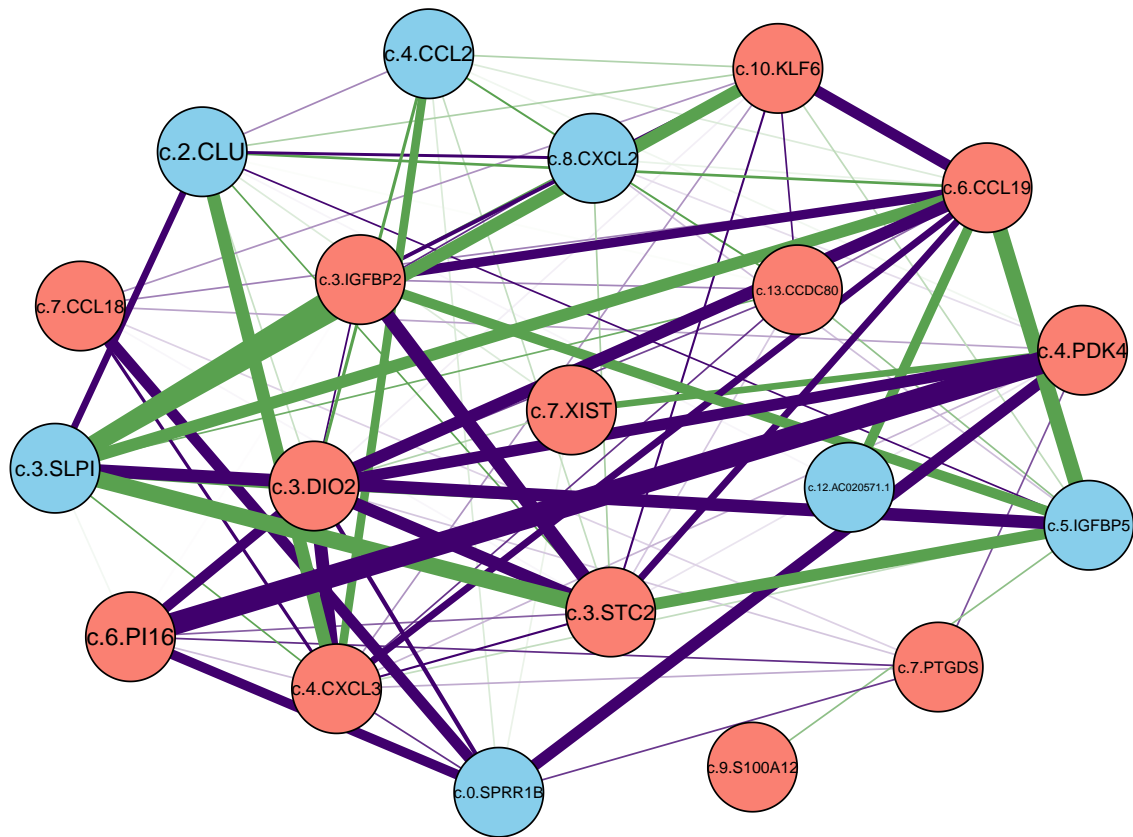 c.4.CCL2
c.10.KLF6
c.2.CLU
c.8.CXCL2
c.6.CCL19
c.3.IGFBP2
c.13.CCDC80
c.7.CCL18
c.4.PDK4
c.7.XIST
c.3.SLPI
c.3.DIO2
c.12.AC020571.1
c.5.IGFBP5
c.3.STC2
c.6.PI16
c.7.PTGDS
c.4.CXCL3
c.9.S100A12
c.0.SPRR1B